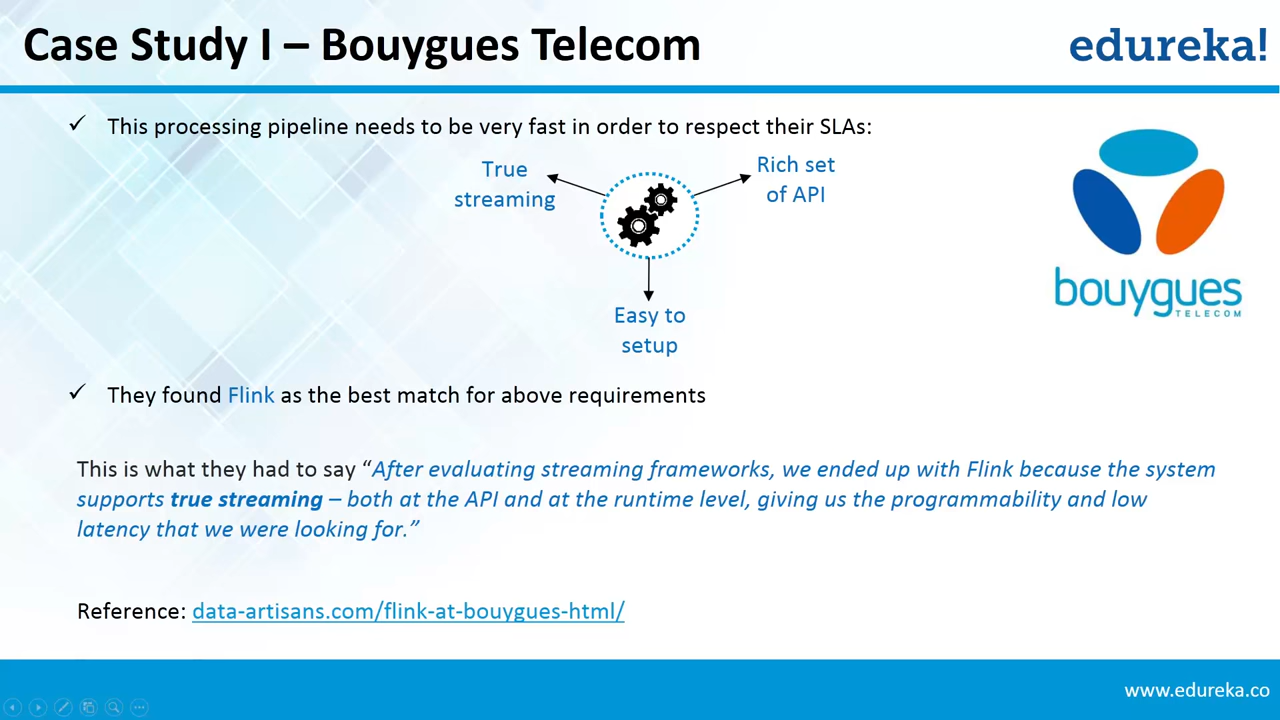 Case Study I – Bouygues Telecom
edureka!
✓ This processing pipeline needs to be very fast in order to respect their SLAs:
True
streaming
Rich set
of API
Easy to
setup
bouygues
TELECOM
✓ They found Flink as the best match for above requirements
This is what they had to say “After evaluating streaming frameworks, we ended up with Flink because the system
supports true streaming – both at the API and at the runtime level, giving us the programmability and low
latency that we were looking for.”
Reference: data-artisans.com/flink-at-bouygues-html/
www.edureka.co